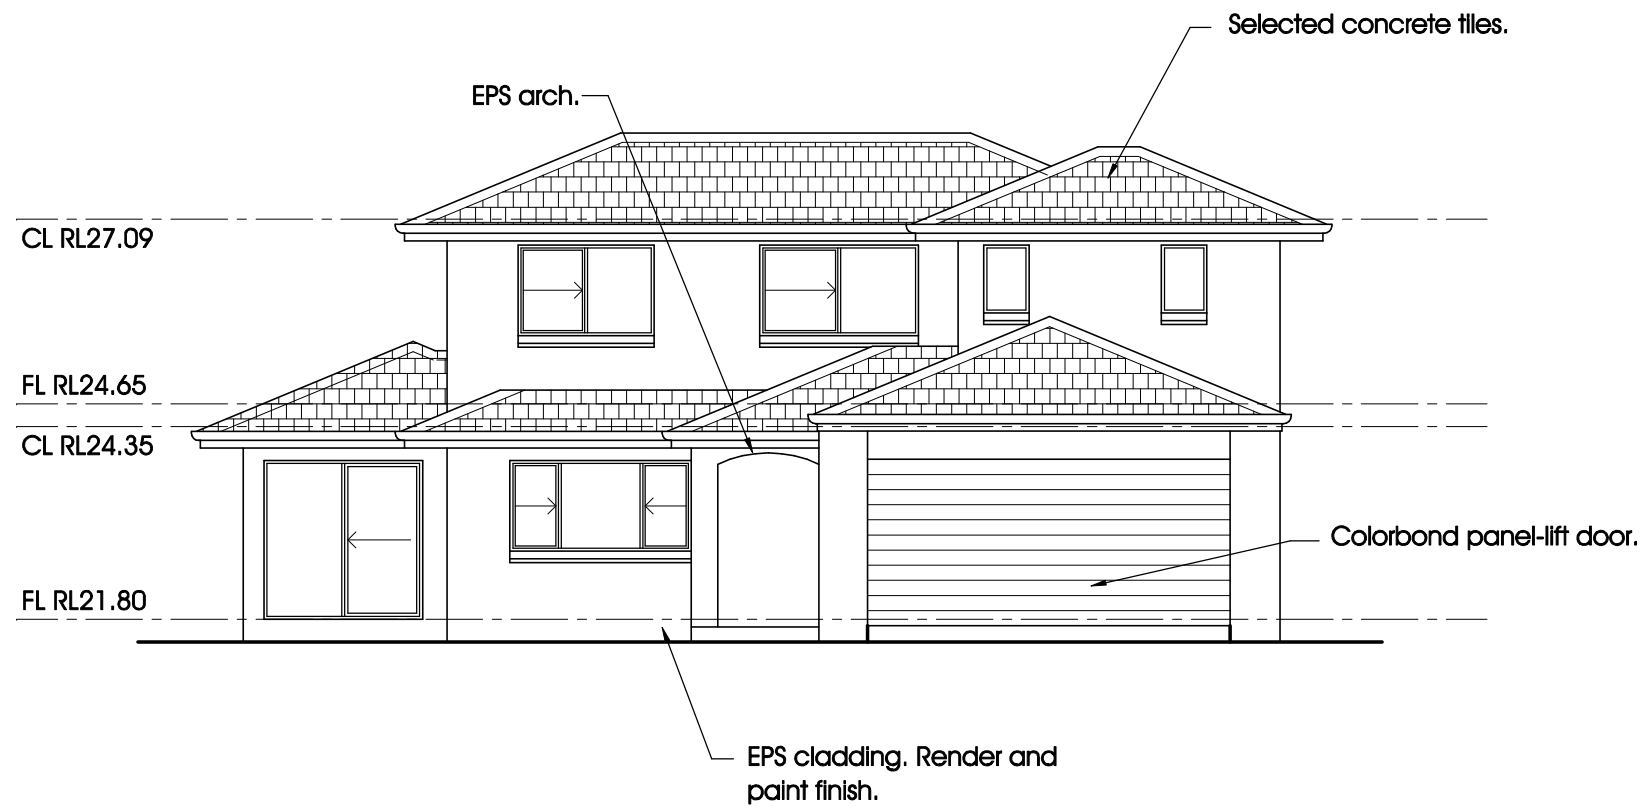 Selected concrete tiles.
EPS arch.
CL RL27.09
FL RL24.65
CL RL24.35
Colorbond panel-lift door.
FL RL21.80
EPS cladding. Render and
paint finish.